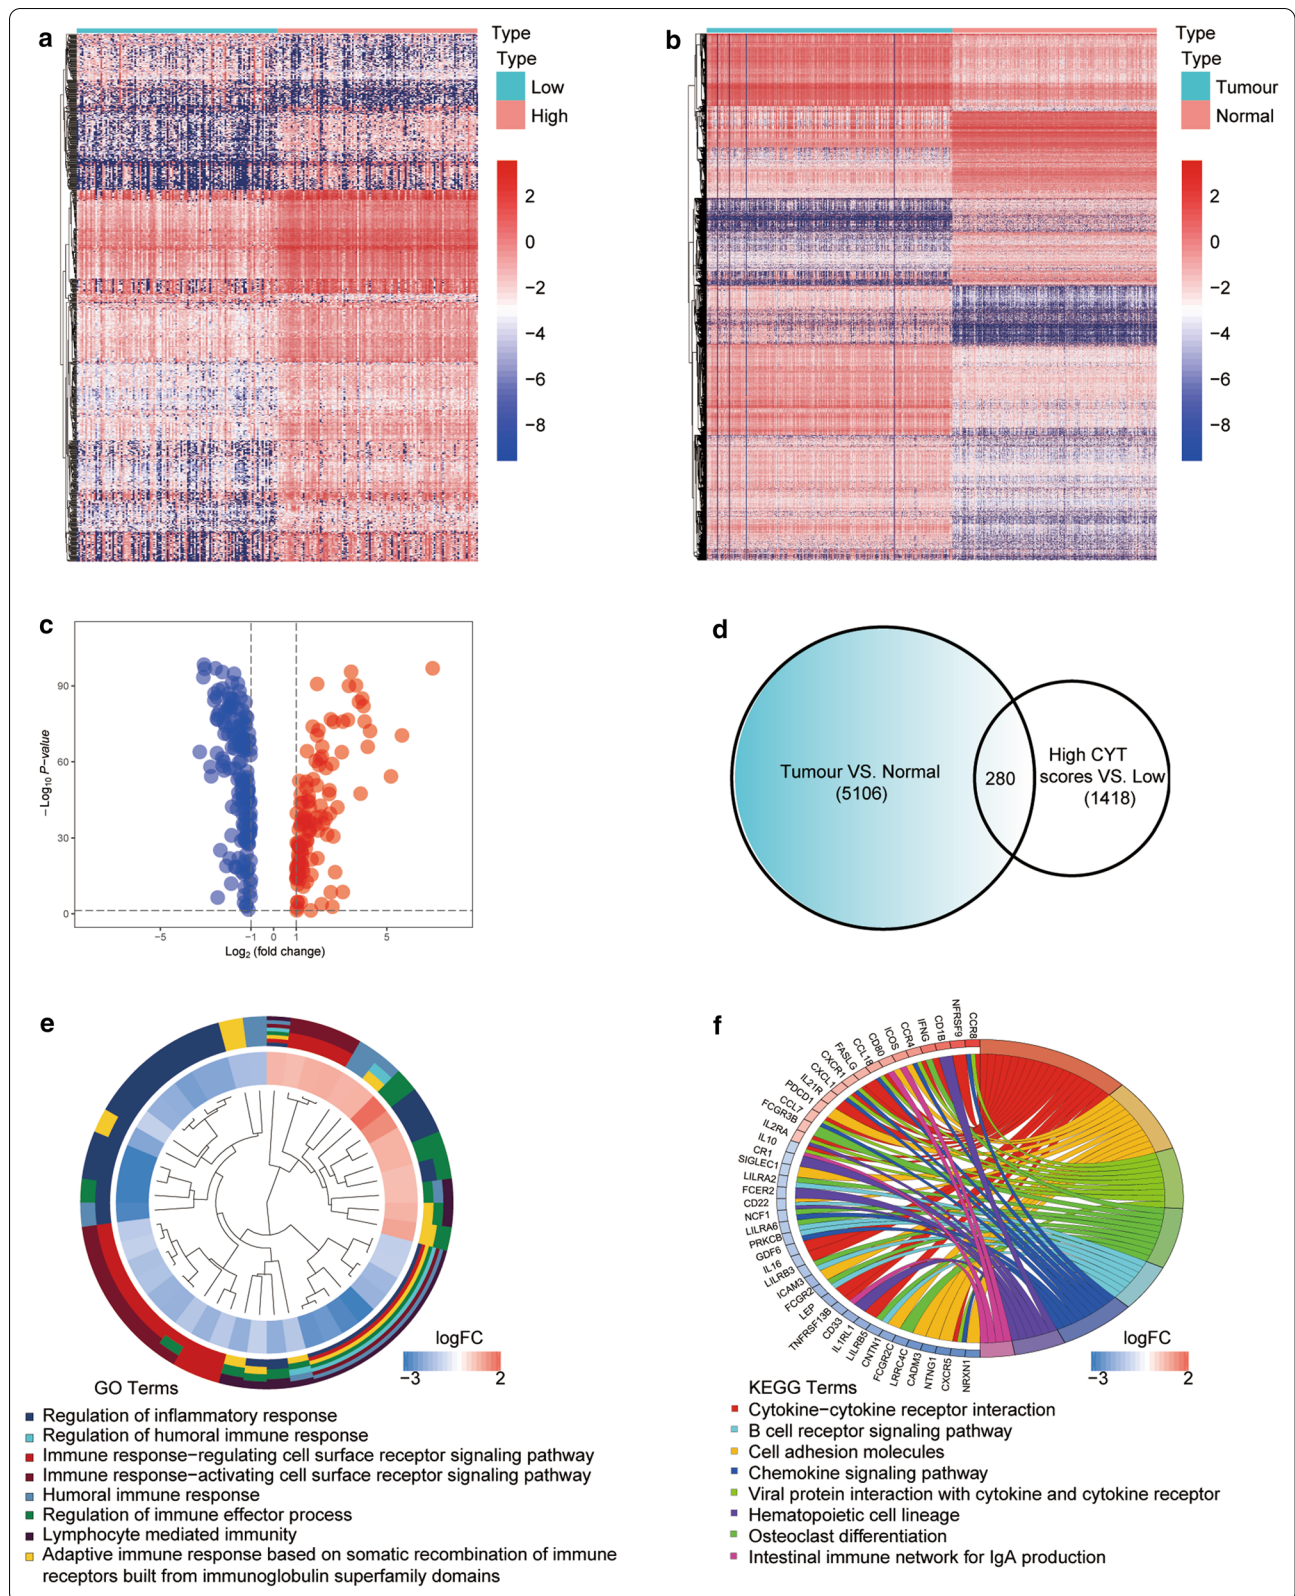 a
Type
Type
Low
High
2
0
−2
−4
−6
−8
b
Type
Type
Tumour
Normal
2
0
−2
−4
−6
−8
c
−Log10 P−value
90
60
30
0
−5
−1
0
1
5
Log2 (fold change)
d
Tumour VS. Normal
(5106)
280
High CYT
scores VS. Low
(1418)
e
logFC
−3
2
GO Terms
Regulation of inflammatory response
Regulation of humoral immune response
Immune response−regulating cell surface receptor signaling pathway
Immune response−activating cell surface receptor signaling pathway
Humoral immune response
Regulation of immune effector process
Lymphocyte mediated immunity
Adaptive immune response based on somatic recombination of immune
receptors built from immunoglobulin superfamily domains
f
CCR8
NFRSF9
CD1B
IFNG
CCR4
ICOS
CD80
CCL18
FASLG
CXCR1
CXCL1
IL21R
PDCD1
CCL7
FCGR3B
IL2RA
IL10
CR1
SIGLEC1
LILRA2
FCER2
CD22
NCF1
LILRA6
PRKCB
GDF6
IL16
LILRB3
ICAM3
FCGR2
LEP
TNFRSF13B
CD33
IL1RL1
LILRB5
CNTN1
FCGR2C
LRRC4C
CADM3
NTNG1
CXCR5
NRXN1
logFC
−3
2
KEGG Terms
Cytokine−cytokine receptor interaction
B cell receptor signaling pathway
Cell adhesion molecules
Chemokine signaling pathway
Viral protein interaction with cytokine and cytokine receptor
Hematopoietic cell lineage
Osteoclast differentiation
Intestinal immune network for IgA production